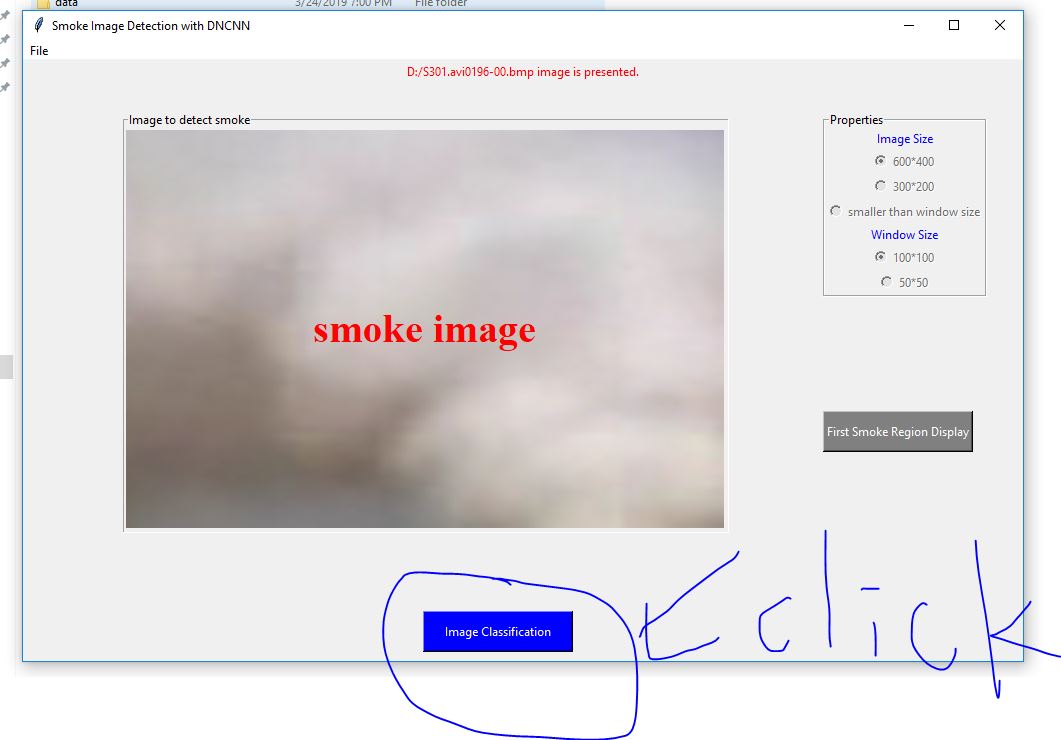 data 3/24/2019 7:00 PM File folder
Smoke Image Detection with DNCNN
File
D:/S301.avi0196-00.bmp image is presented.
Image to detect smoke
smoke image
Properties
Image Size
600*400
300*200
smaller than window size
Window Size
100*100
50*50
First Smoke Region Display
Image Classification
click